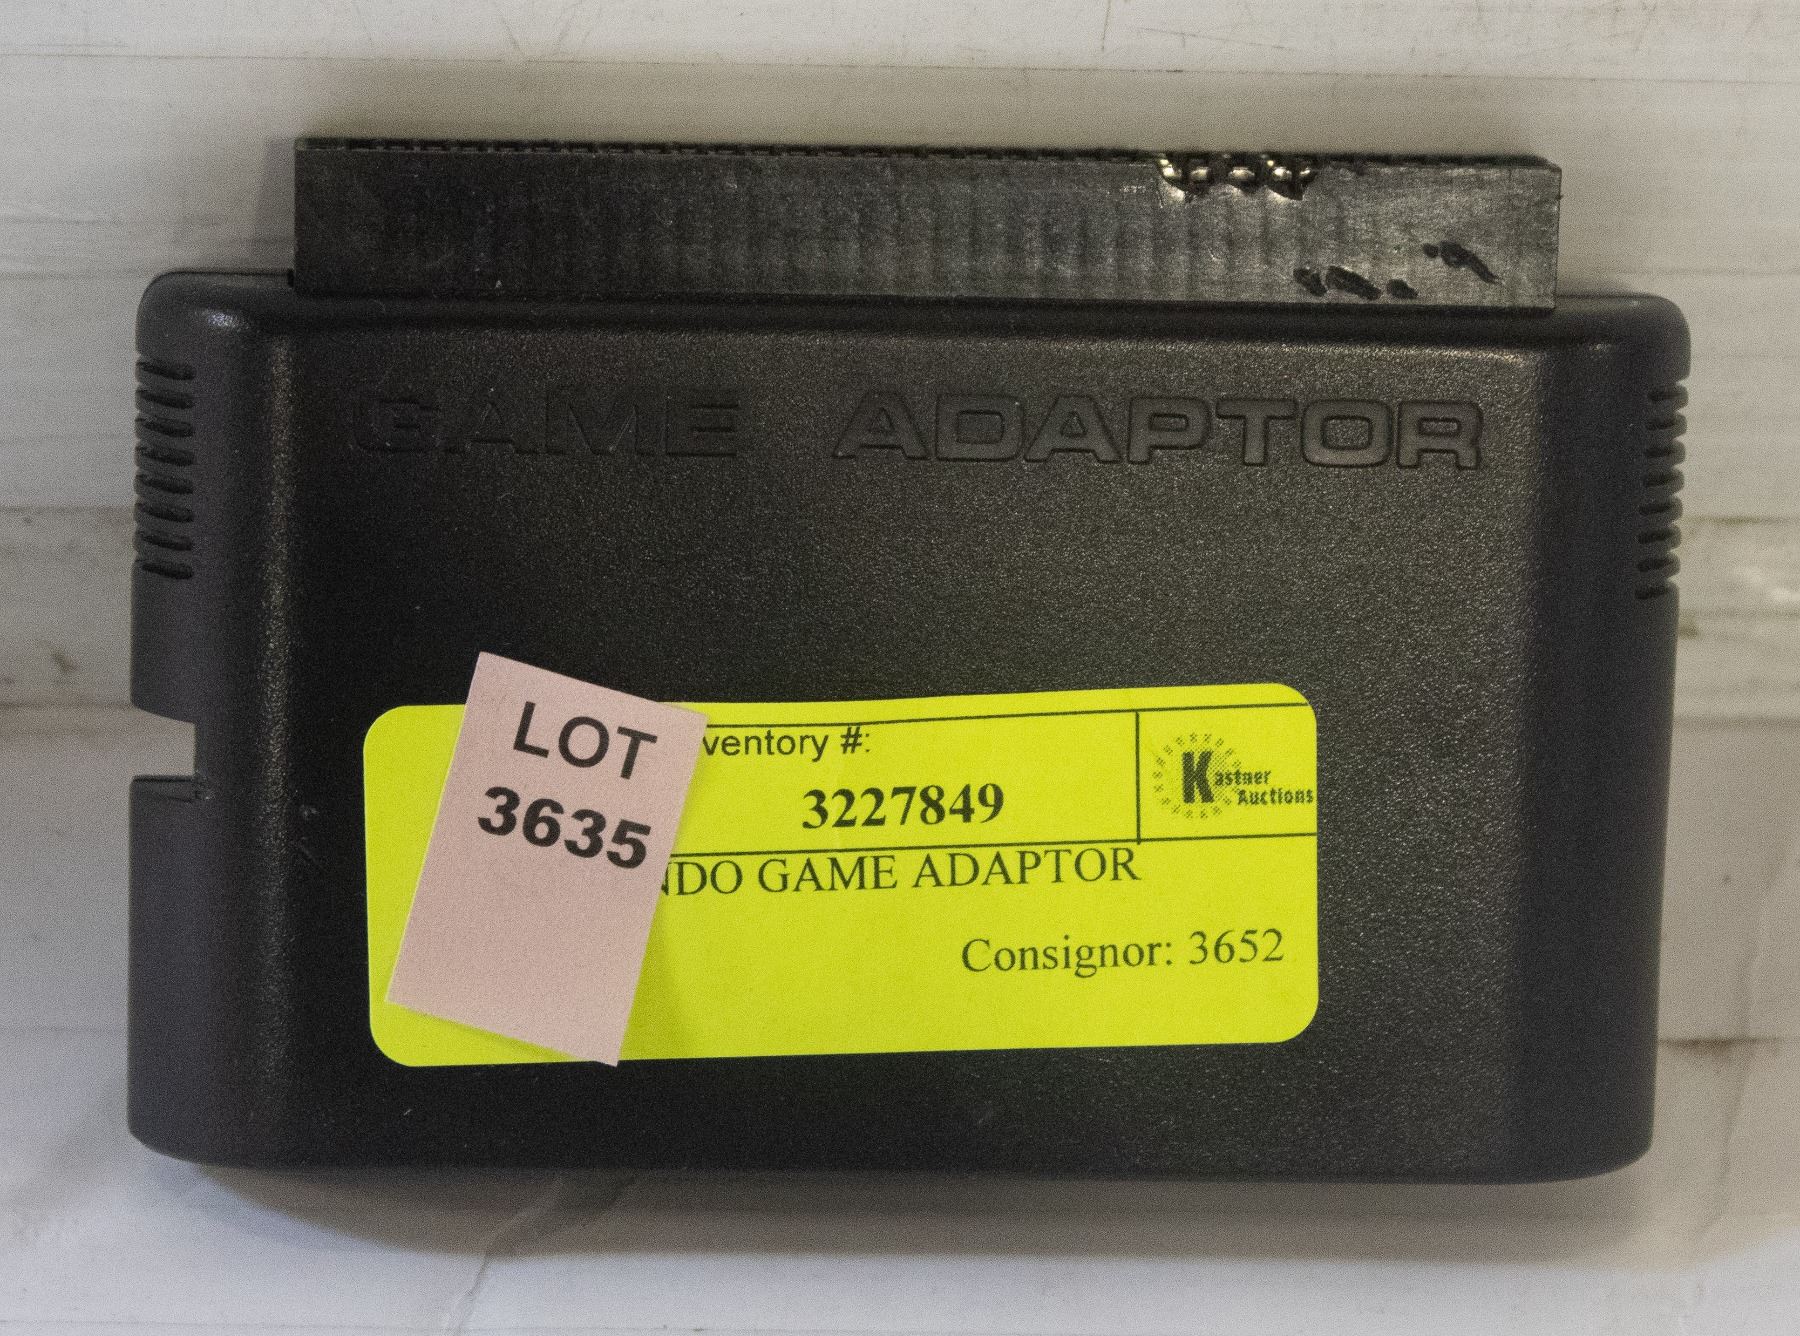 GAME ADAPTOR
LOT
3635
ventory #:
3227849
Kastner
Auctions
NDO GAME ADAPTOR
Consignor: 3652